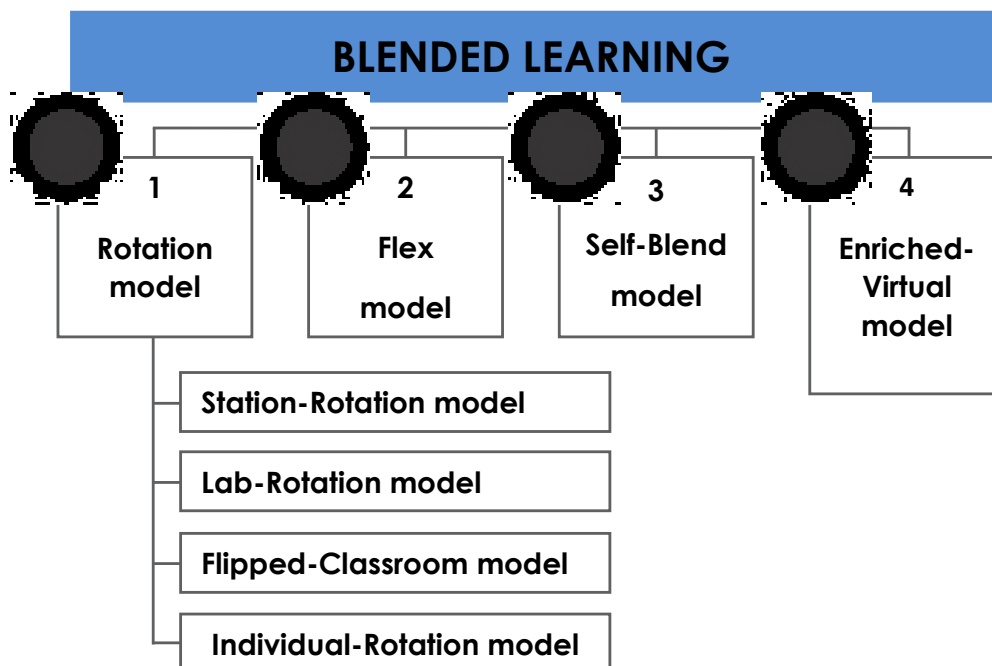 BLENDED LEARNING
1
Rotation
model
2
Flex
model
3
Self-Blend
model
4
Enriched-
Virtual
model
Station-Rotation model
Lab-Rotation model
Flipped-Classroom model
Individual-Rotation model